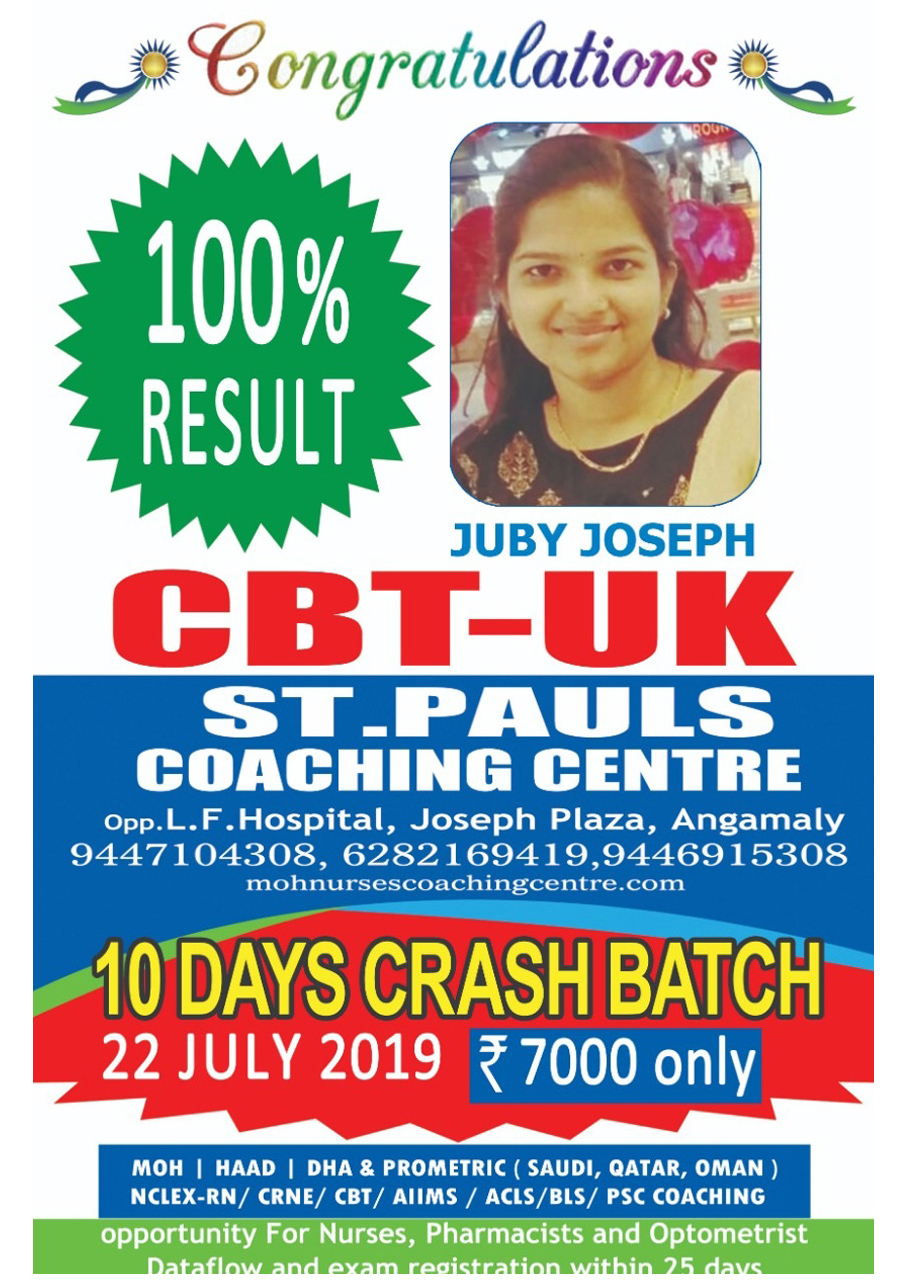 Congratulations
100%
RESULT
JUBY JOSEPH
CBT-UK
ST.PAULS
COACHING CENTRE
Opp.L.F.Hospital, Joseph Plaza, Angamaly
9447104308, 6282169419,9446915308
mohnursescoachingcentre.com
10 DAYS CRASH BATCH
22 JULY 2019 ₹ 7000 only
MOH | HAAD | DHA & PROMETRIC ( SAUDI, QATAR, OMAN )
NCLEX-RN/ CRNE/ CBT/ AIIMS / ACLS/BLS/ PSC COACHING
opportunity For Nurses, Pharmacists and Optometrist
Dataflow and exam registration within 25 days